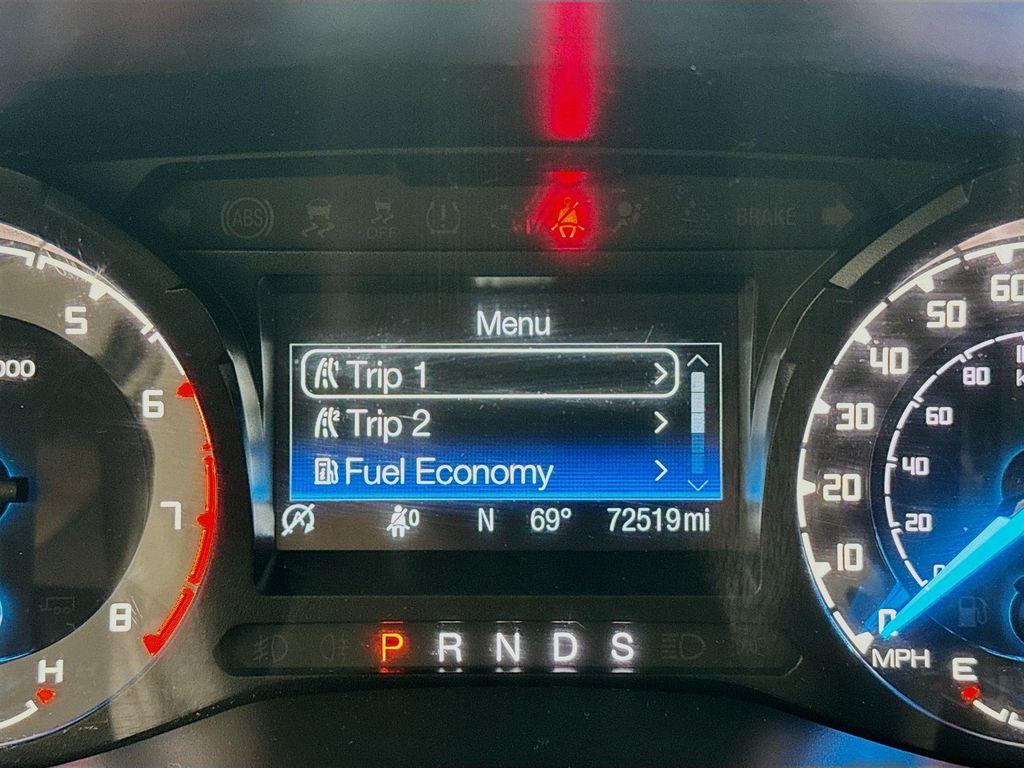 ABS
OFF
BRAKE
Menu
Trip 1
Trip 2
Fuel Economy
0 N 69° 72519mi
P R N D S
5
6
7
8
H
60
50
40
30
20
10
0
MPH
80
60
40
20
E